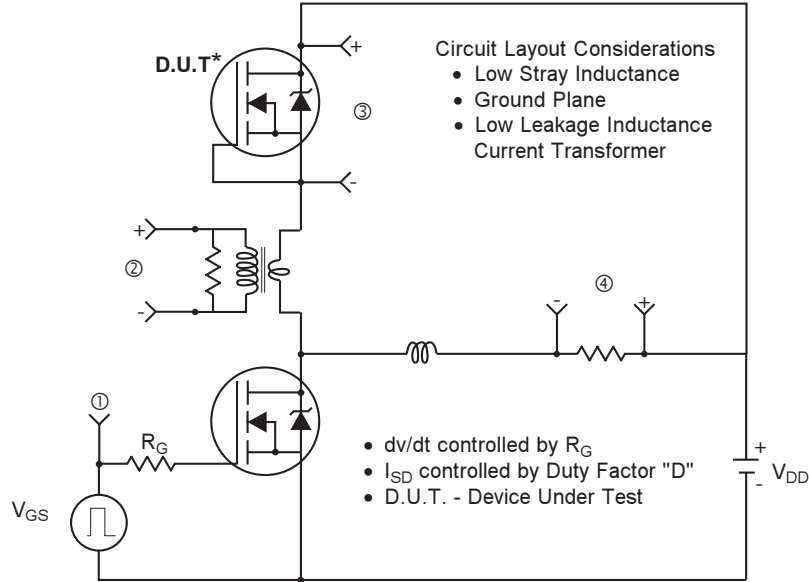 D.U.T*
+
Circuit Layout Considerations
• Low Stray Inductance
• Ground Plane
• Low Leakage Inductance
Current Transformer
③
-
+
②
-
④
-
+
①
R_G
V_GS
• dv/dt controlled by R_G
• I_SD controlled by Duty Factor "D"
• D.U.T. - Device Under Test
+
V_DD
-